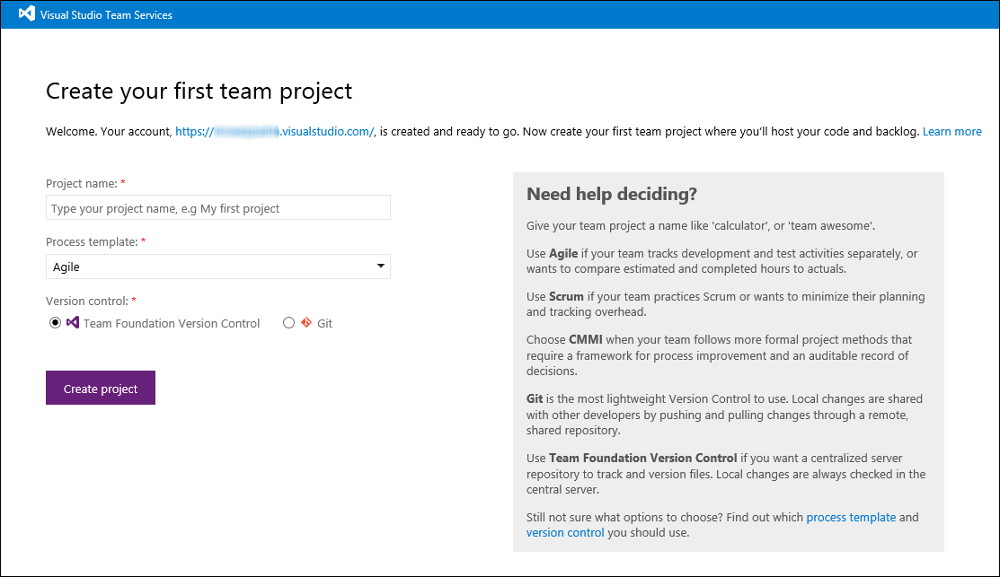 Visual Studio Team Services
Create your first team project
Welcome. Your account, https://.visualstudio.com/, is created and ready to go. Now create your first team project where you'll host your code and backlog. Learn more
Project name: *
Type your project name, e.g My first project
Process template: *
Agile
Version control: *
Team Foundation Version Control Git
Create project
Need help deciding?
Give your team project a name like 'calculator', or 'team awesome'.
Use Agile if your team tracks development and test activities separately, or
wants to compare estimated and completed hours to actuals.
Use Scrum if your team practices Scrum or wants to minimize their planning
and tracking overhead.
Choose CMMI when your team follows more formal project methods that
require a framework for process improvement and an auditable record of
decisions.
Git is the most lightweight Version Control to use. Local changes are shared
with other developers by pushing and pulling changes through a remote,
shared repository.
Use Team Foundation Version Control if you want a centralized server
repository to track and version files. Local changes are always checked in the
central server.
Still not sure what options to choose? Find out which process template and
version control you should use.